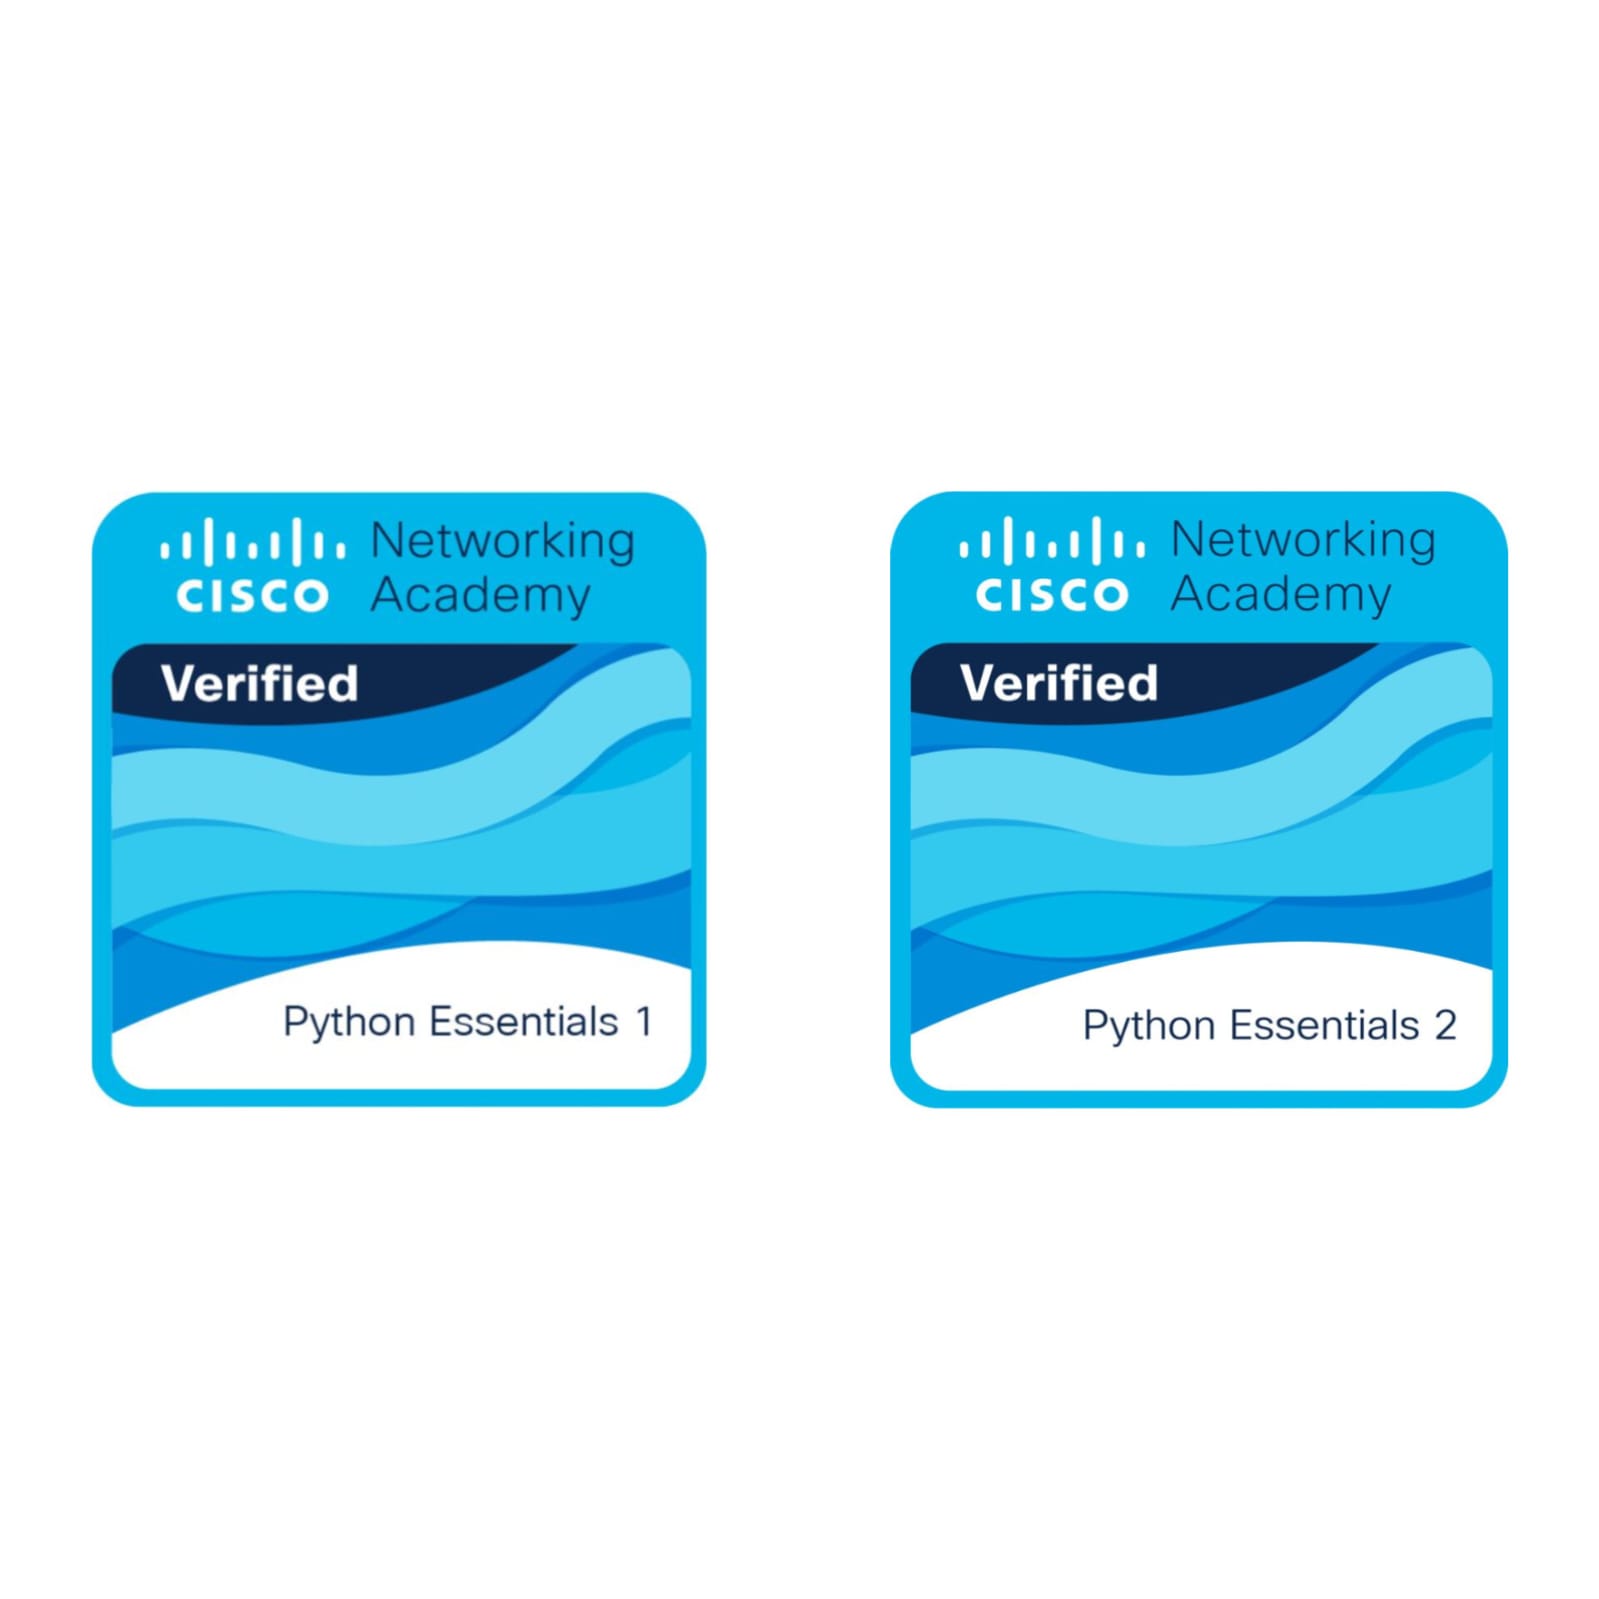 CISCO
Networking
Academy
Verified
Python Essentials 1
CISCO
Networking
Academy
Verified
Python Essentials 2